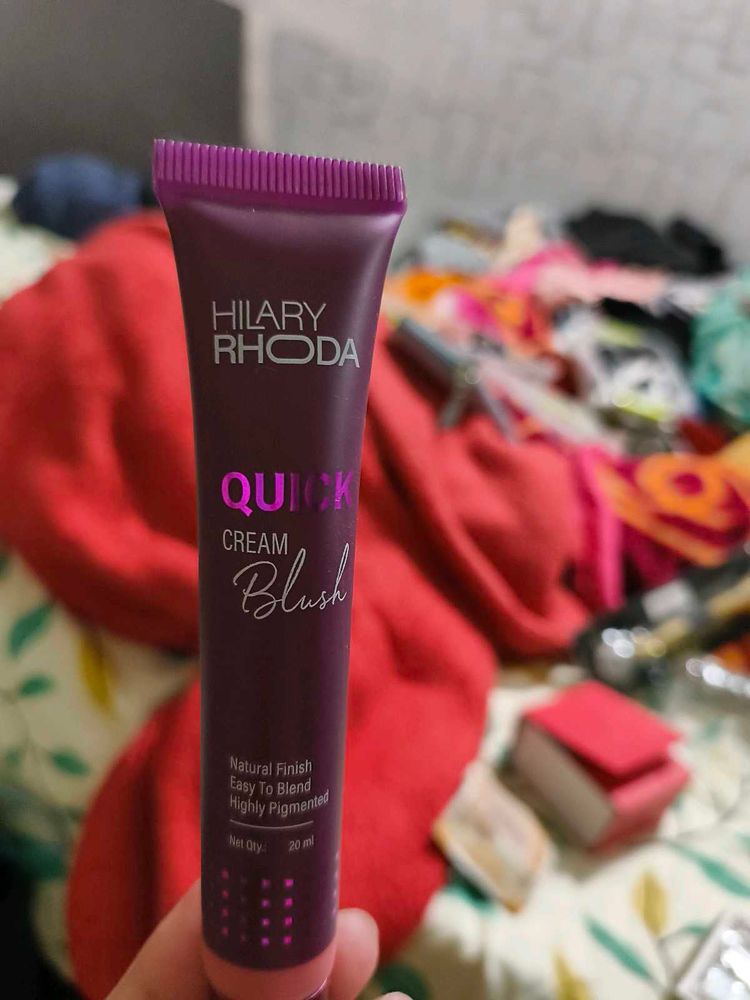 HILARY
RHODA
QUICK
CREAM
Blush
Natural Finish
Easy To Blend
Highly Pigmented
Net Qty.: 20 ml